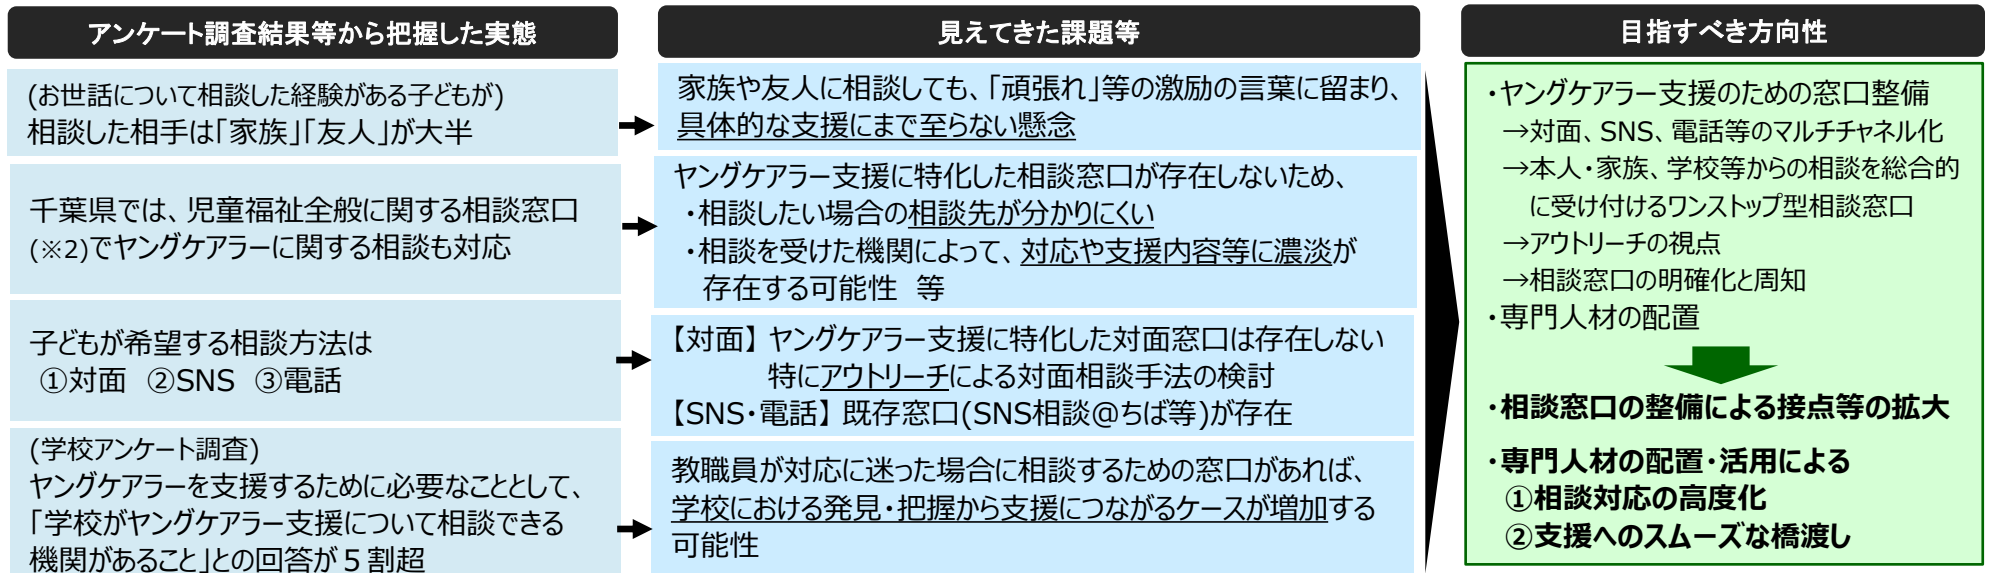 アンケート調査結果等から把握した実態
(お世話について相談した経験がある子どもが)
相談した相手は「家族」「友人」が大半
千葉県では、児童福祉全般に関する相談窓口
(※2)でヤングケアラーに関する相談も対応
子どもが希望する相談方法は
①対面 ②SNS ③電話
(学校アンケート調査)
ヤングケアラーを支援するために必要なこととして、
「学校がヤングケアラー支援について相談できる
機関があること」との回答が5割超
見えてきた課題等
家族や友人に相談しても、「頑張れ」等の激励の言葉に留まり、
具体的な支援にまで至らない懸念
ヤングケアラー支援に特化した相談窓口が存在しないため、
・相談したい場合の相談先が分かりにくい
・相談を受けた機関によって、対応や支援内容等に濃淡が
存在する可能性 等
【対面】ヤングケアラー支援に特化した対面窓口は存在しない
特にアウトリーチによる対面相談手法の検討
【SNS・電話】既存窓口(SNS相談@ちば等)が存在
教職員が対応に迷った場合に相談するための窓口があれば、
学校における発見・把握から支援につながるケースが増加する
可能性
目指すべき方向性
・ヤングケアラー支援のための窓口整備
→対面、SNS、電話等のマルチチャネル化
→本人・家族、学校等からの相談を総合的
に受け付けるワンストップ型相談窓口
→アウトリーチの視点
→相談窓口の明確化と周知
・専門人材の配置
・相談窓口の整備による接点等の拡大
・専門人材の配置・活用による
①相談対応の高度化
②支援へのスムーズな橋渡し